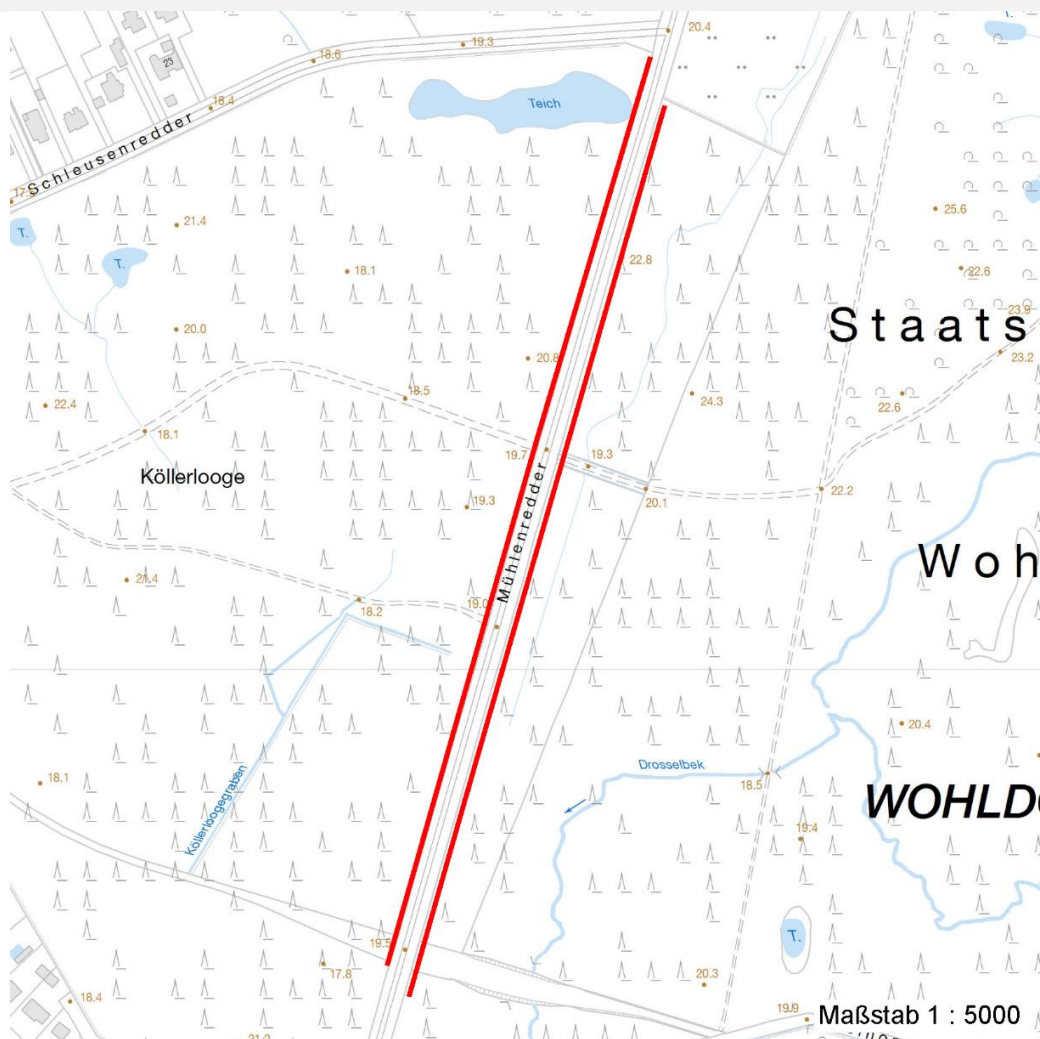 20.4
T.
19.3
18.6
23
Teich
18.4
Schleusenredder
25.6
21.4
T.
T.
22.8
18.1
22.6
23.9
20.0
Staats
20.8
23.2
18.5
24.3
22.6
22.4
18.1
19.7
19.3
Köllerlooge
20.1
22.2
19.3
Mühlenredder
Woh
21.4
18.2
19.0
20.4
Drosselbek
18.1
18.5
WOHLD
Köllerloogegraben
19.4
T.
19.5
17.8
20.3
18.4
19.9
Maßstab 1 : 5000